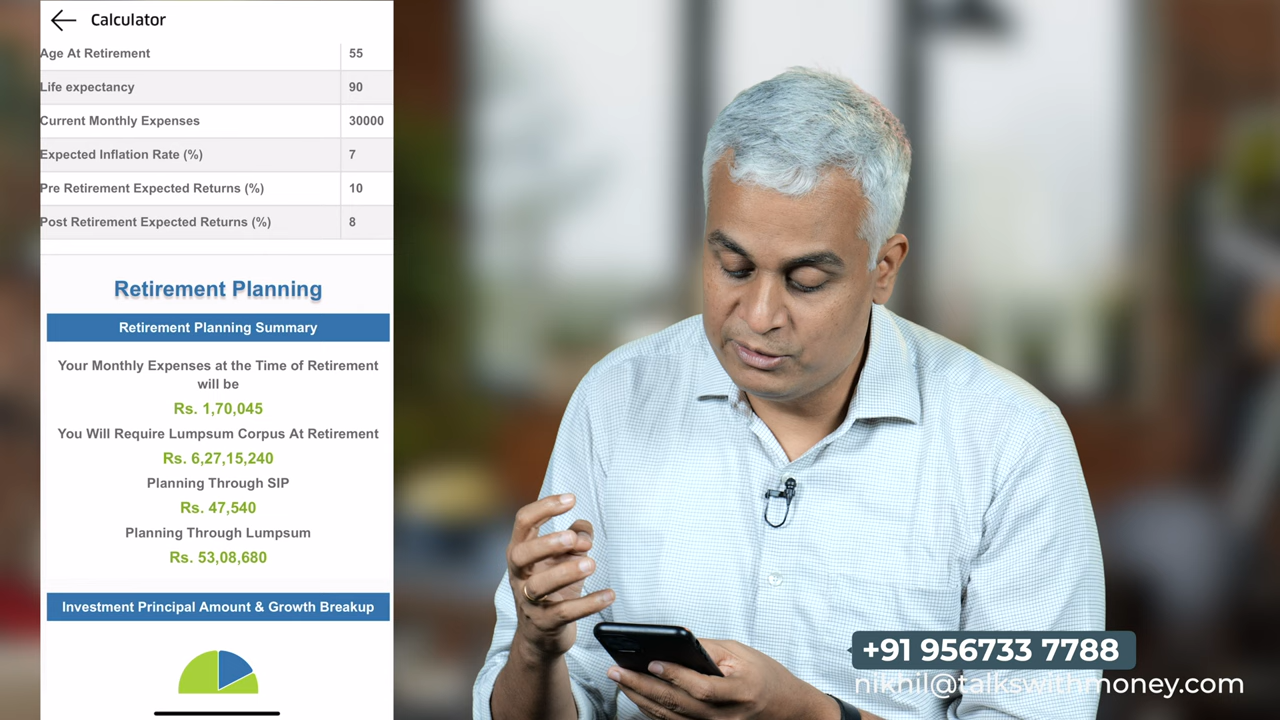 Calculator
Age At Retirement 55
Life expectancy 90
Current Monthly Expenses 30000
Expected Inflation Rate (%) 7
Pre Retirement Expected Returns (%) 10
Post Retirement Expected Returns (%) 8
Retirement Planning
Retirement Planning Summary
Your Monthly Expenses at the Time of Retirement
will be
Rs. 1,70,045
You Will Require Lumpsum Corpus At Retirement
Rs. 6,27,15,240
Planning Through SIP
Rs. 47,540
Planning Through Lumpsum
Rs. 53,08,680
Investment Principal Amount & Growth Breakup
+91 956733 7788
nikhil@talkswithmoney.com